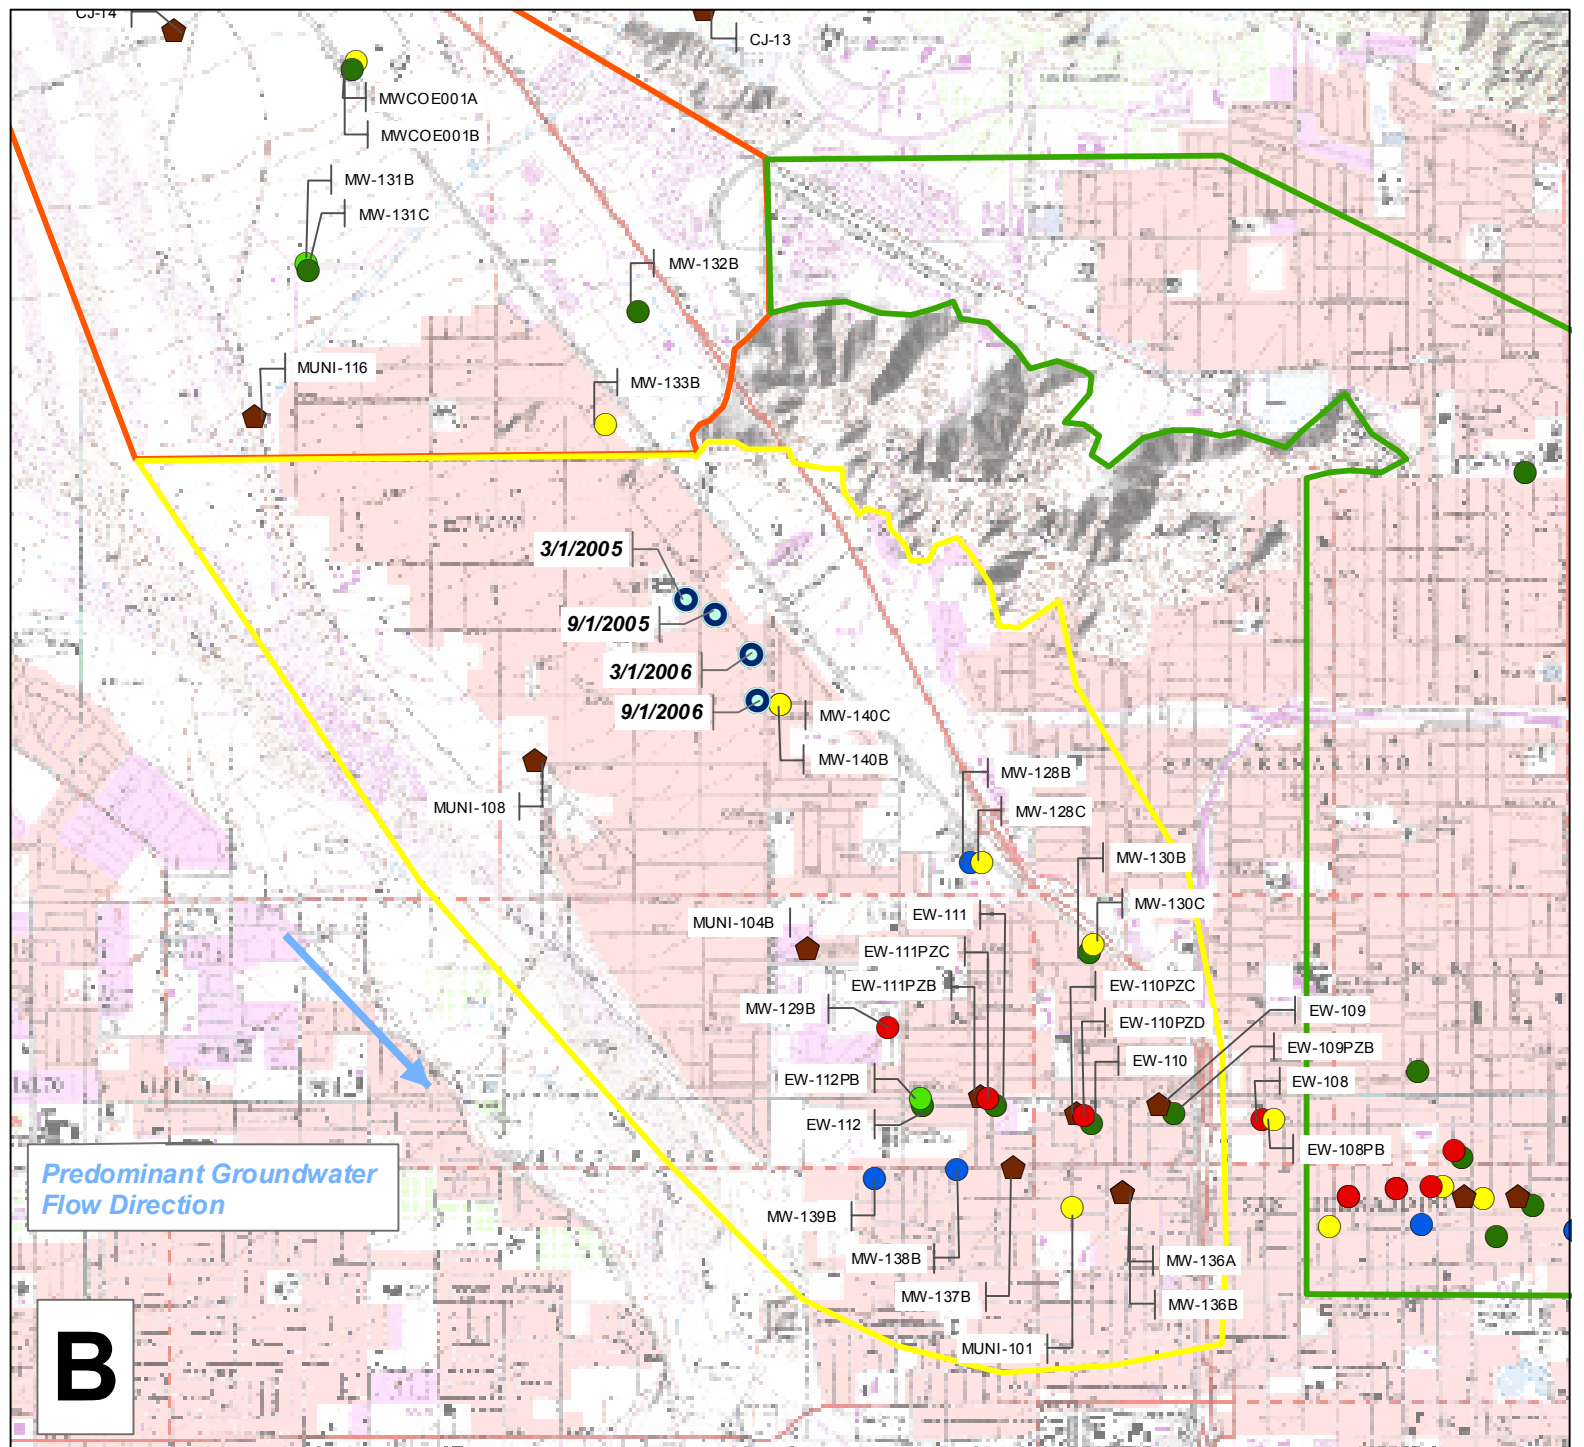 CJ-14
CJ-13
MWCOE001A
MWCOE001B
MW-131B
MW-131C
MW-132B
MUNI-116
MW-133B
3/1/2005
9/1/2005
3/1/2006
9/1/2006
MW-140C
MW-140B
MW-128B
MUNI-108
MW-128C
MW-130B
MW-130C
EW-111
MUNI-104B
EW-111PZC
EW-111PZB
EW-110PZC
MW-129B
EW-109
EW-110PZD
EW-109PZB
EW-110
EW-112PB
EW-108
EW-112
EW-108PB
Predominant Groundwater
Flow Direction
MW-139B
MW-138B
MW-136A
MW-137B
MW-136B
MUNI-101
B